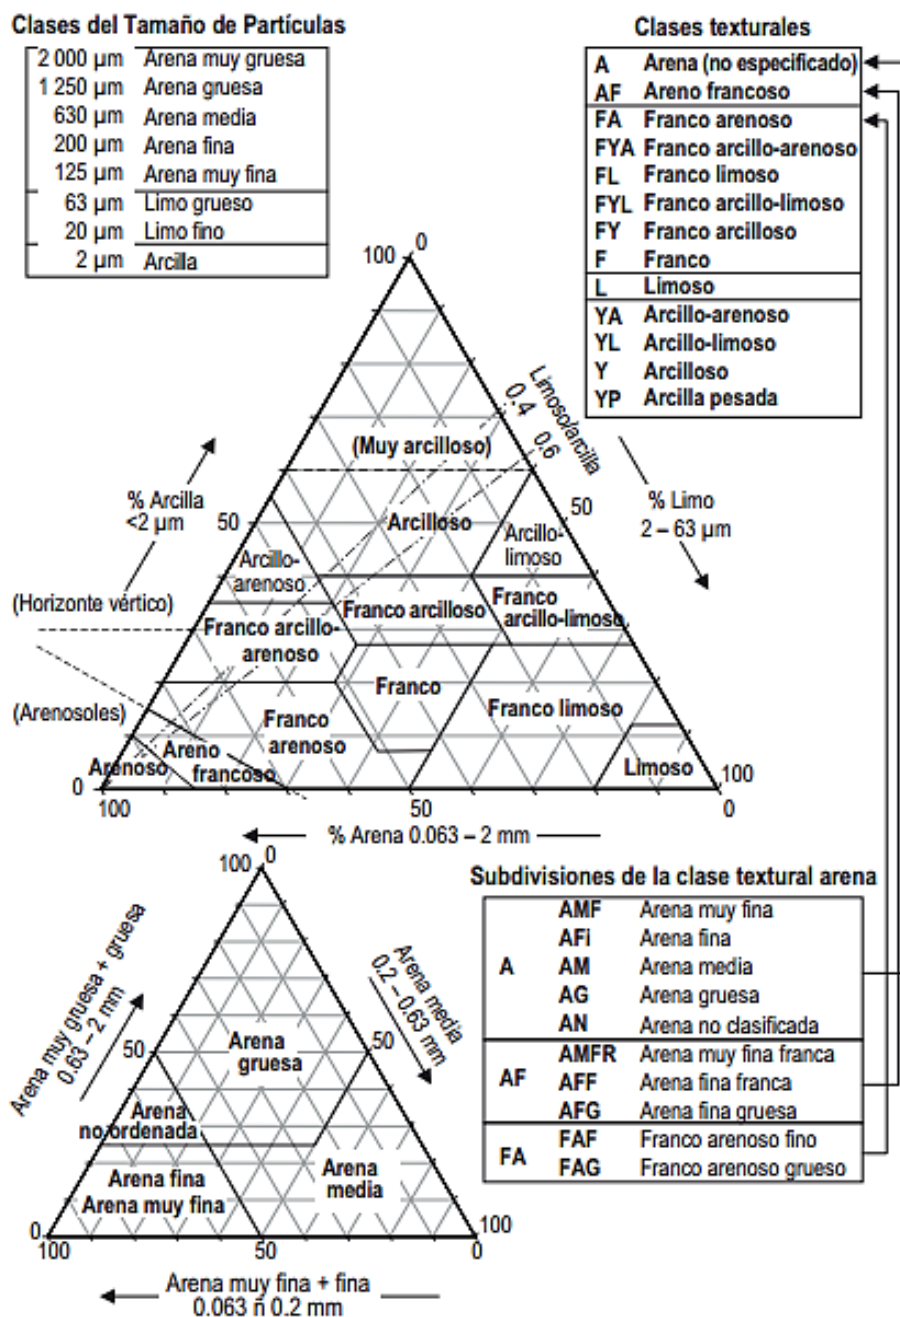 Clases del Tamaño de Partículas
2 000 µm Arena muy gruesa
1 250 µm Arena gruesa
630 µm Arena media
200 µm Arena fina
125 µm Arena muy fina
63 µm Limo grueso
20 µm Limo fino
2 µm Arcilla
Clases texturales
A Arena (no especificado)
AF Areno francoso
FA Franco arenoso
FYA Franco arcillo-arenoso
FL Franco limoso
FYL Franco arcillo-limoso
FY Franco arcilloso
F Franco
L Limoso
YA Arcillo-arenoso
YL Arcillo-limoso
Y Arcilloso
YP Arcilla pesada
100 0
Limoso/arcilla
0.4
0.6
(Muy arcilloso)
% Arcilla
<2 µm
50
50
% Limo
2 – 63 µm
Arcilloso
Arcillo-
limoso
Arcillo-
arenoso
(Horizonte vértico)
Franco arcilloso
Franco
arcillo-limoso
Franco arcillo-
arenoso
Franco
Franco limoso
(Arenosoles)
Franco
arenoso
Areno
francoso
Arenoso
Limoso
0
100
100 50 0
% Arena 0.063 – 2 mm
100 0
Arena muy gruesa + gruesa
0.63 – 2 mm
Arena media
0.2 – 0.63 mm
50
50
Arena
gruesa
Arena
no ordenada
Arena fina
Arena muy fina
Arena
media
0
100
100 50 0
Arena muy fina + fina
0.063 ñ 0.2 mm
Subdivisiones de la clase textural arena
A
AMF Arena muy fina
AFi Arena fina
AM Arena media
AG Arena gruesa
AN Arena no clasificada
AF
AMFR Arena muy fina franca
AFF Arena fina franca
AFG Arena fina gruesa
FA
FAF Franco arenoso fino
FAG Franco arenoso grueso